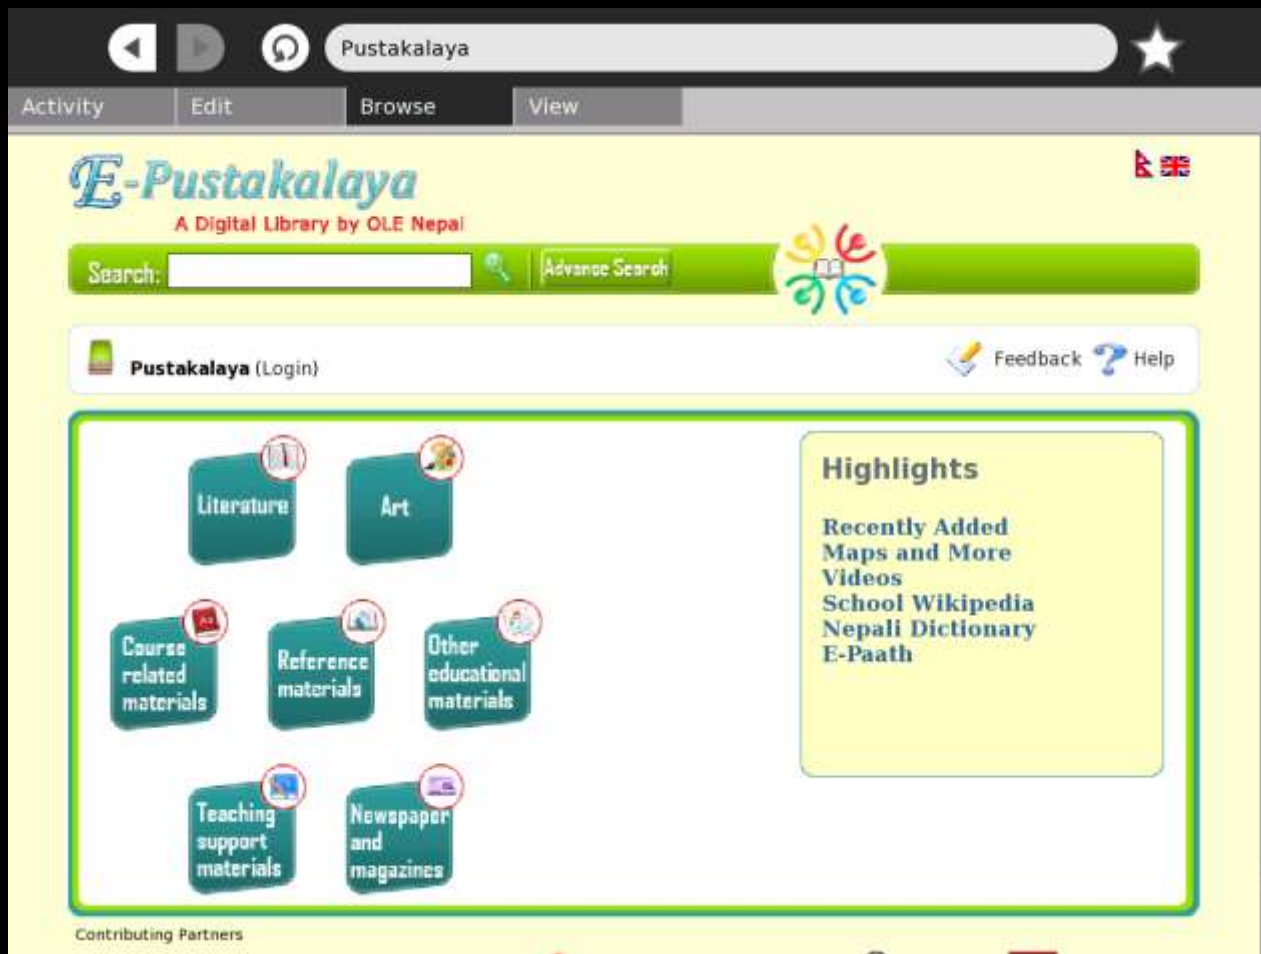 Pustakalaya
Activity
Edit
Browse
View
E-Pustakalaya
A Digital Library by OLE Nepal
Search:
Advance Search
Pustakalaya (Login)
Feedback
Help
Literature
Art
Course
related
materials
Reference
materials
Other
educational
materials
Teaching
support
materials
Newspaper
and
magazines
Highlights
Recently Added
Maps and More
Videos
School Wikipedia
Nepali Dictionary
E-Paath
Contributing Partners